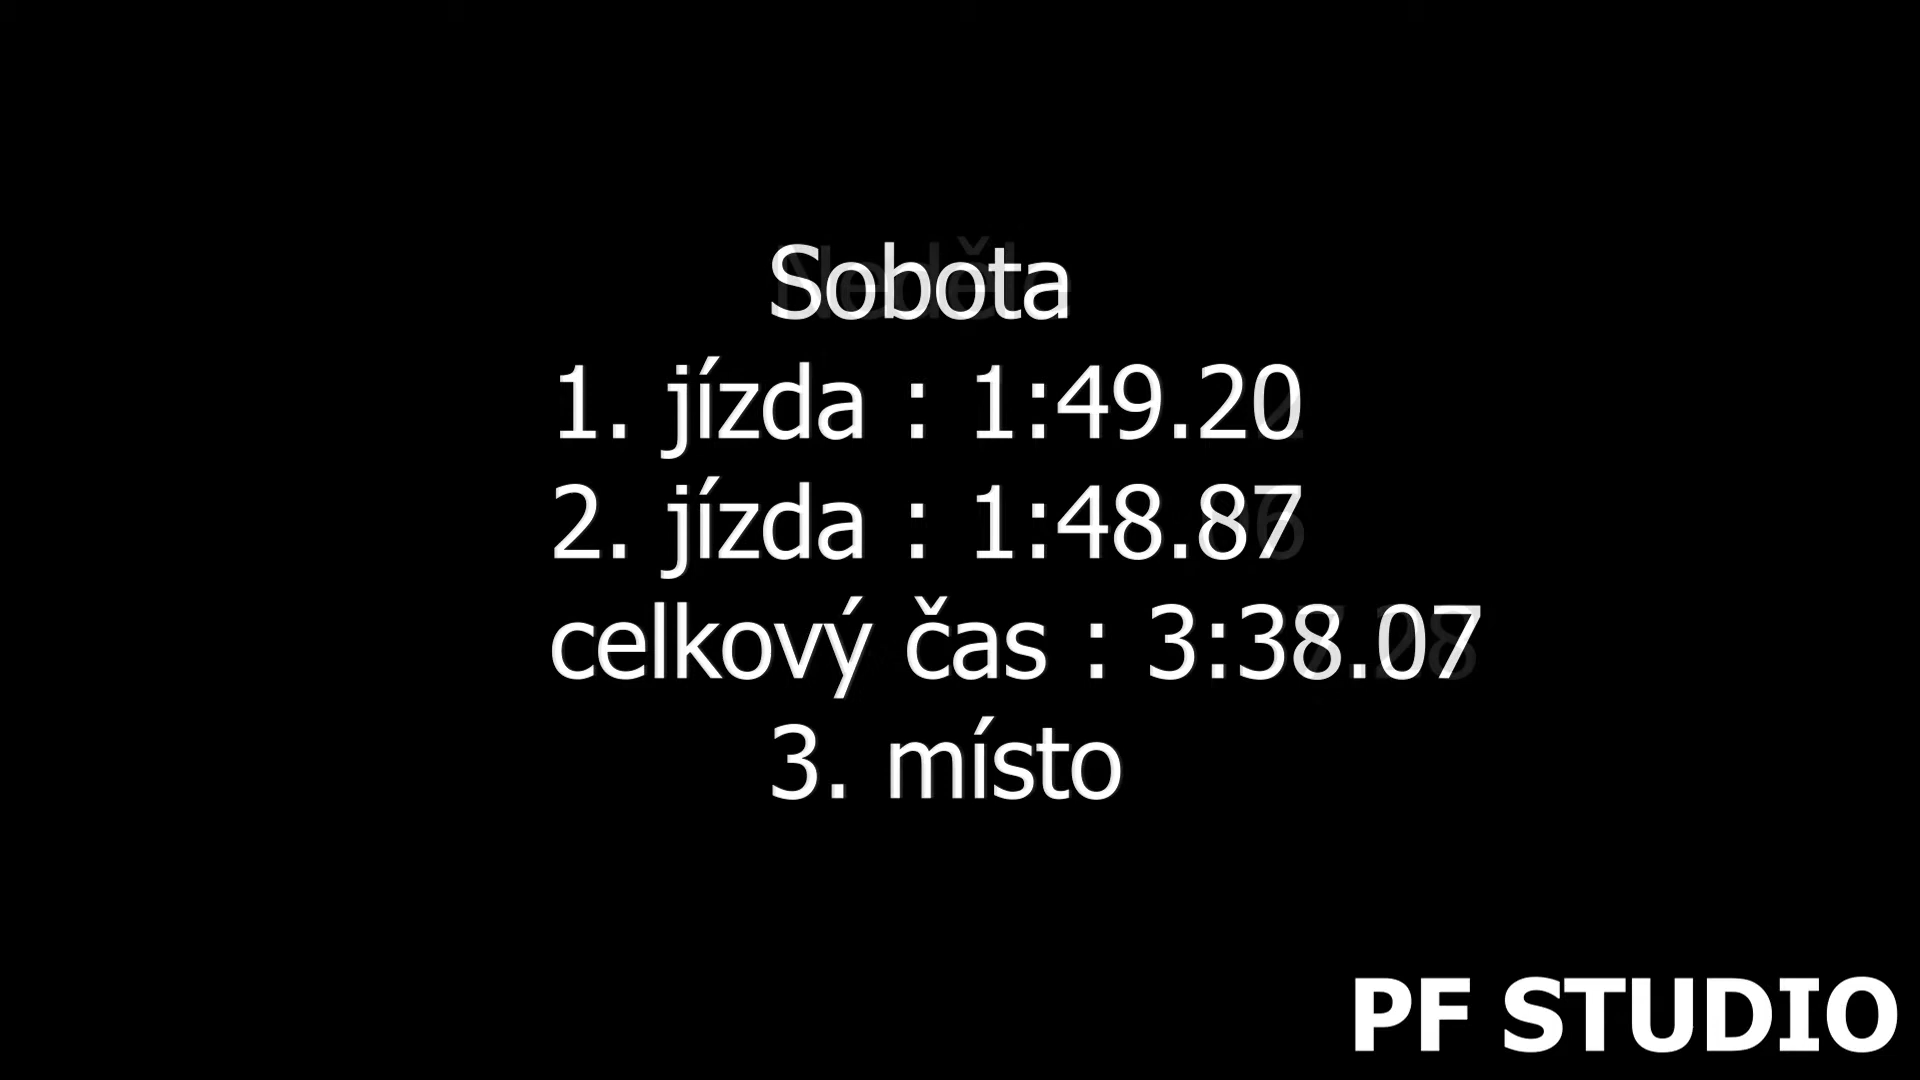 Sobota
1. jízda : 1:49.20
2. jízda : 1:48.87
celkový čas : 3:38.07
3. místo
PF STUDIO